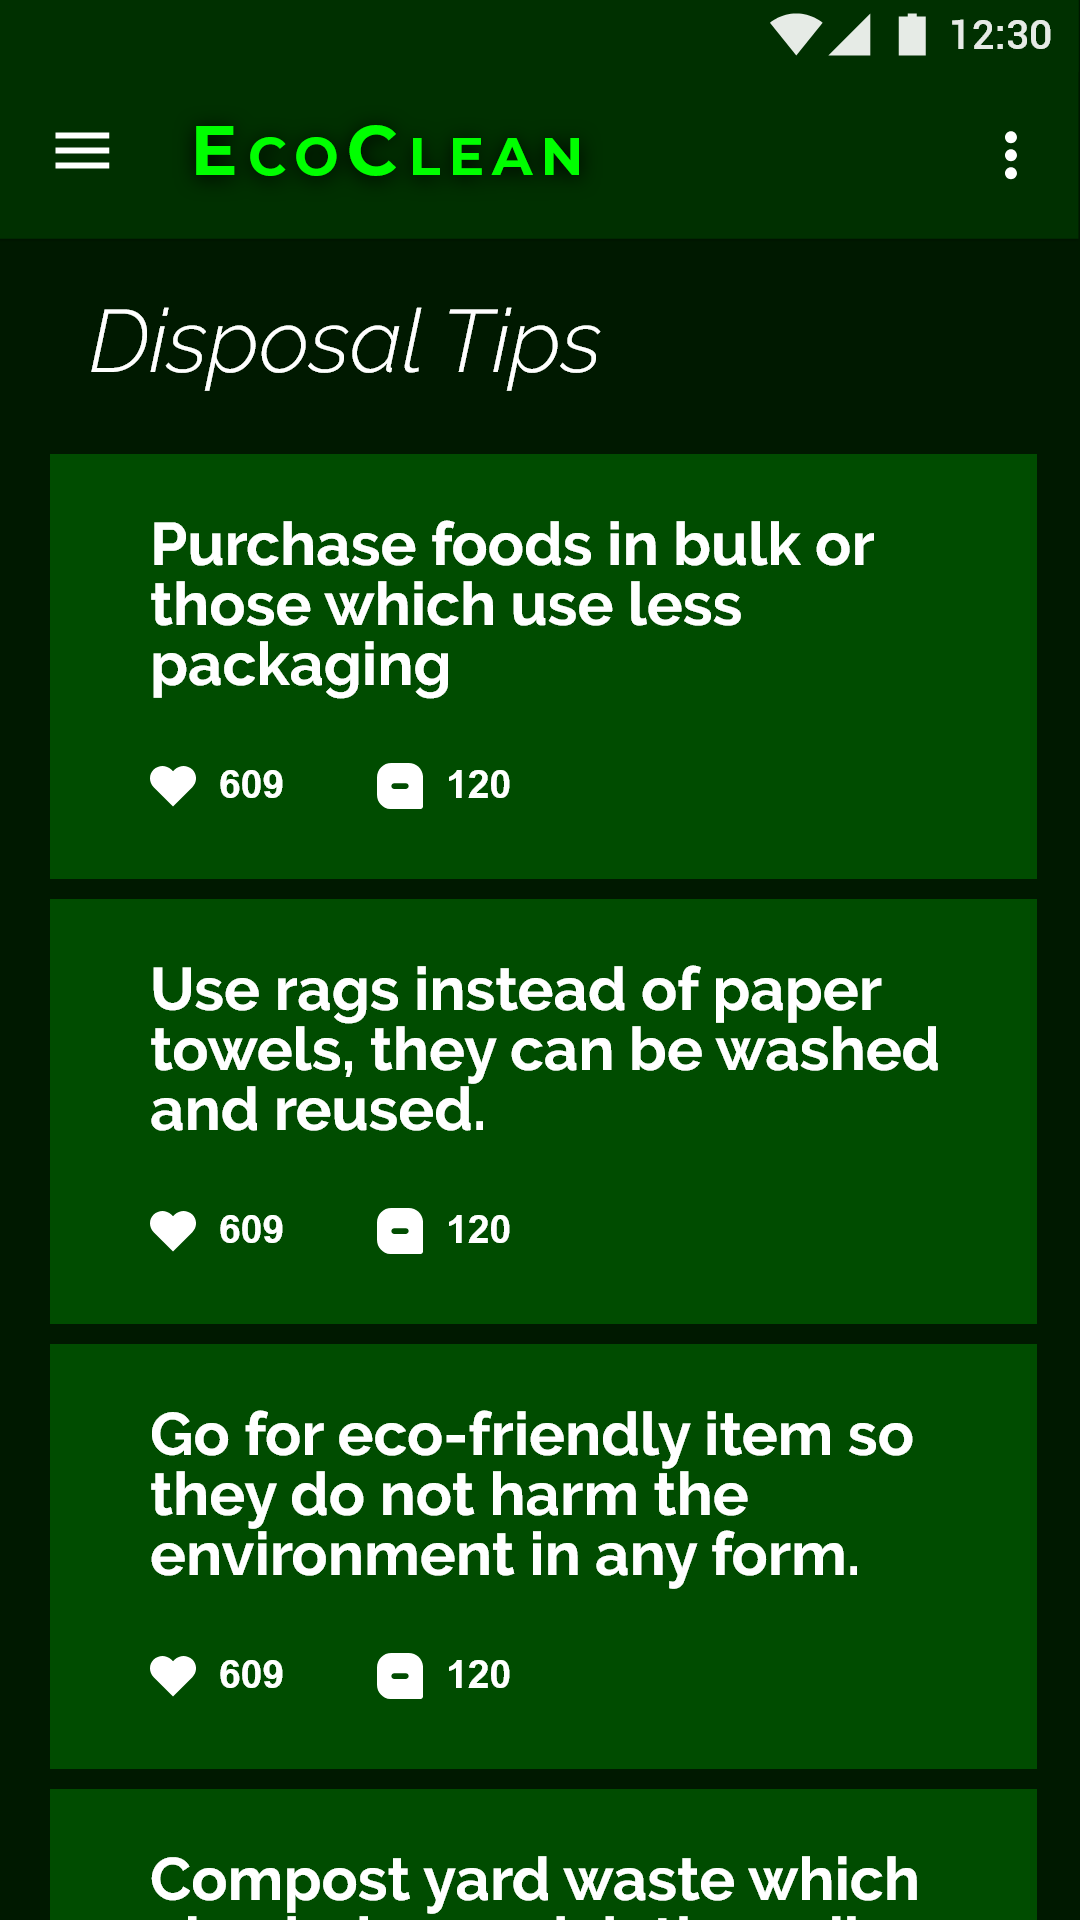 12:30
EcoClean
Disposal Tips
Purchase foods in bulk or
those which use less
packaging
609 120
Use rags instead of paper
towels, they can be washed
and reused.
609 120
Go for eco-friendly item so
they do not harm the
environment in any form.
609 120
Compost yard waste which